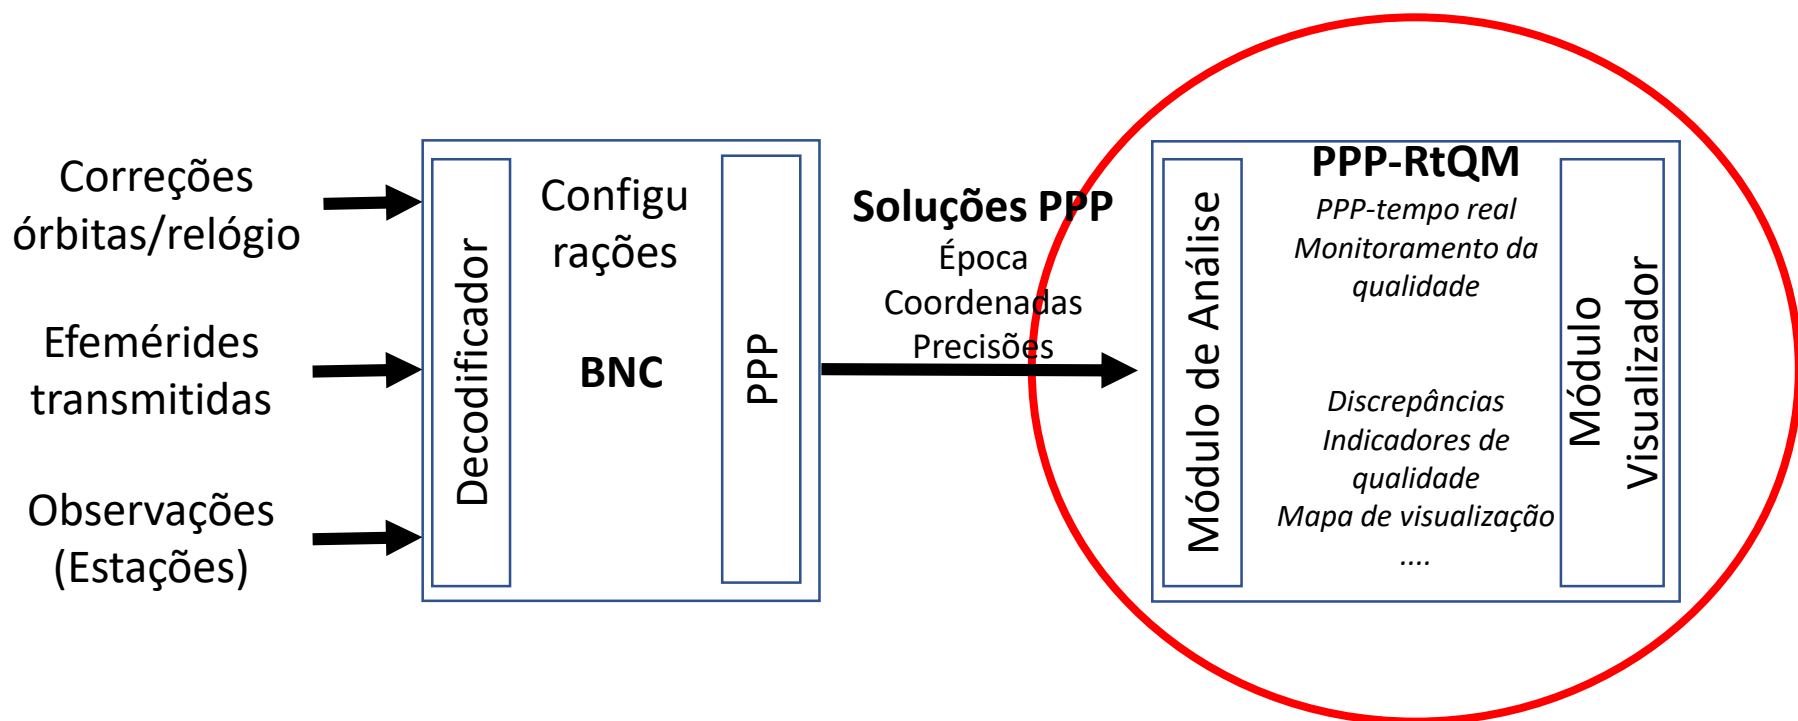 Correções
órbitas/relógio
Efemérides
transmitidas
Observações
(Estações)
Decodificador
Configu
rações
BNC
PPP
Soluções PPP
Época
Coordenadas
Precisões
Módulo de Análise
PPP-RtQM
PPP-tempo real
Monitoramento da
qualidade
Discrepâncias
Indicadores de
qualidade
Mapa de visualização
....
Módulo
Visualizador